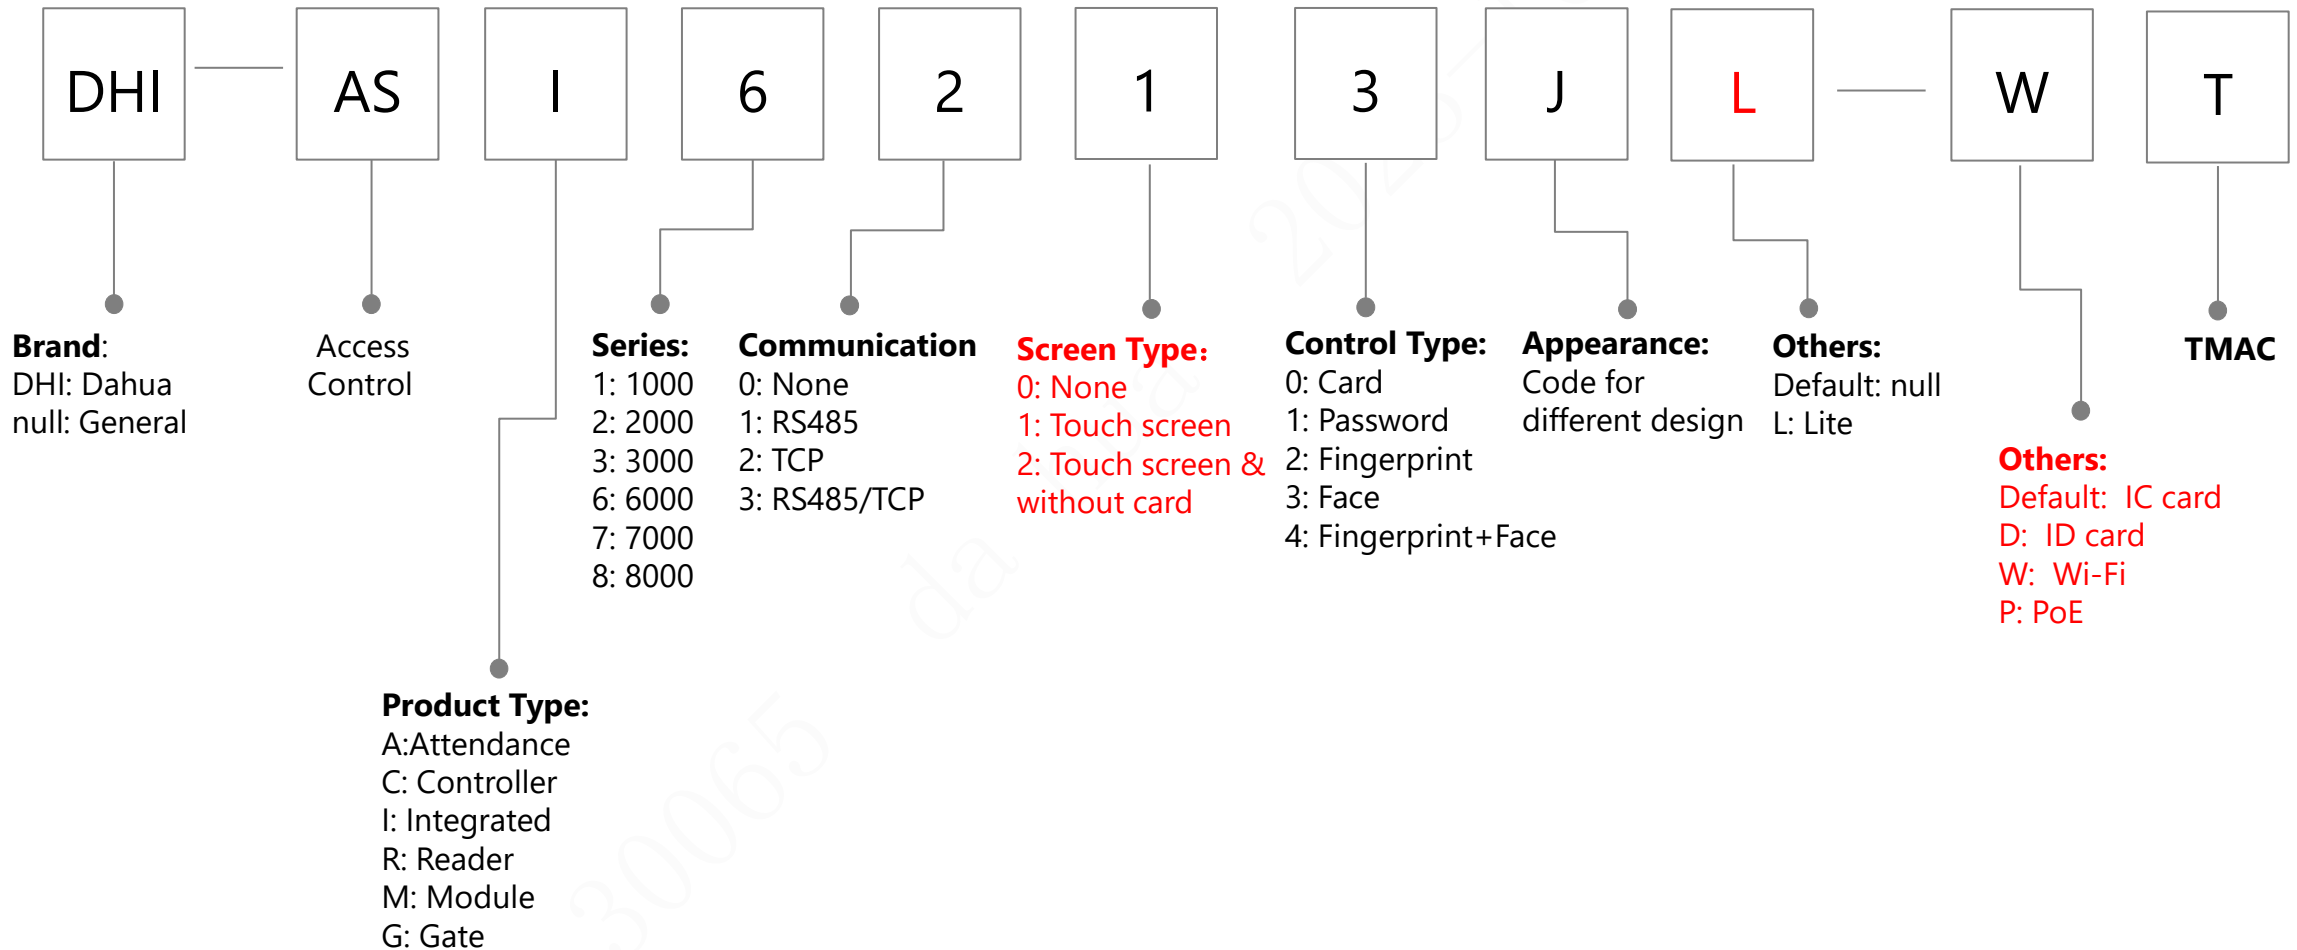 DHI AS I 6 2 1 3 J L W T
Brand:
DHI: Dahua
null: General
Access
Control
Product Type:
A:Attendance
C: Controller
I: Integrated
R: Reader
M: Module
G: Gate
Series:
1: 1000
2: 2000
3: 3000
6: 6000
7: 7000
8: 8000
Communication
0: None
1: RS485
2: TCP
3: RS485/TCP
Screen Type：
0: None
1: Touch screen
2: Touch screen &
without card
Control Type:
0: Card
1: Password
2: Fingerprint
3: Face
4: Fingerprint+Face
Appearance:
Code for
different design
Others:
Default: null
L: Lite
Others:
Default:  IC card
D:  ID card
W:  Wi-Fi
P: PoE
TMAC